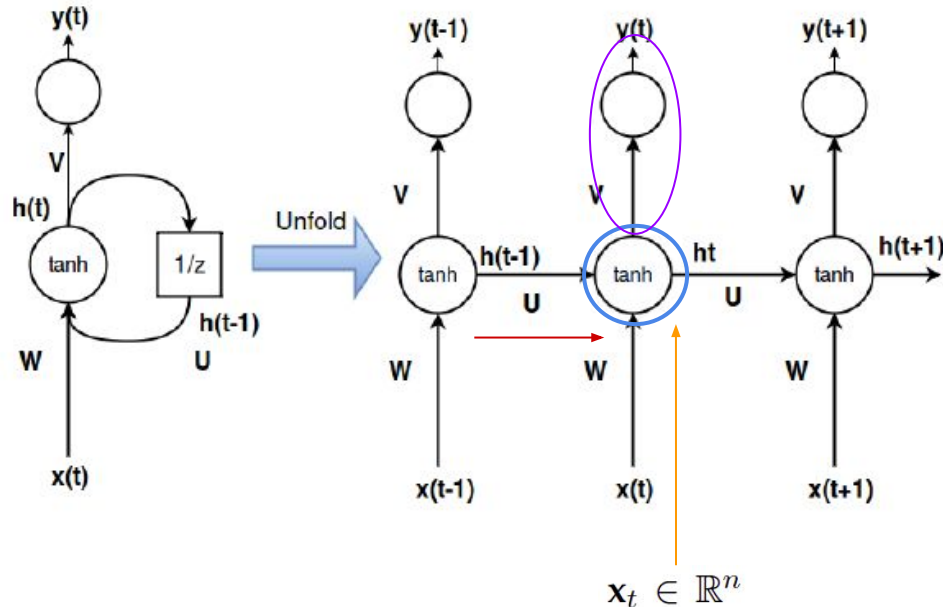 y(t)
V
h(t)
tanh
1/z
h(t-1)
W
U
x(t)
Unfold
y(t-1)
y(t)
y(t+1)
V
V
V
h(t-1)
ht
h(t+1)
tanh
tanh
tanh
U
U
W
W
W
x(t-1)
x(t)
x(t+1)
𝐱ₜ ∈ ℝⁿ